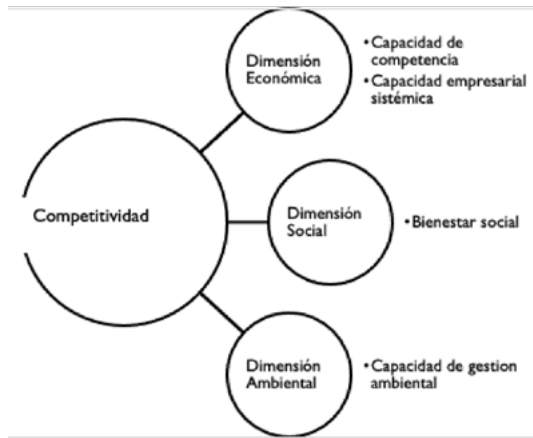 Dimensión
Económica
•Capacidad de
competencia
•Capacidad empresarial
sistémica
Competitividad
Dimensión
Social
•Bienestar social
Dimensión
Ambiental
•Capacidad de gestion
ambiental